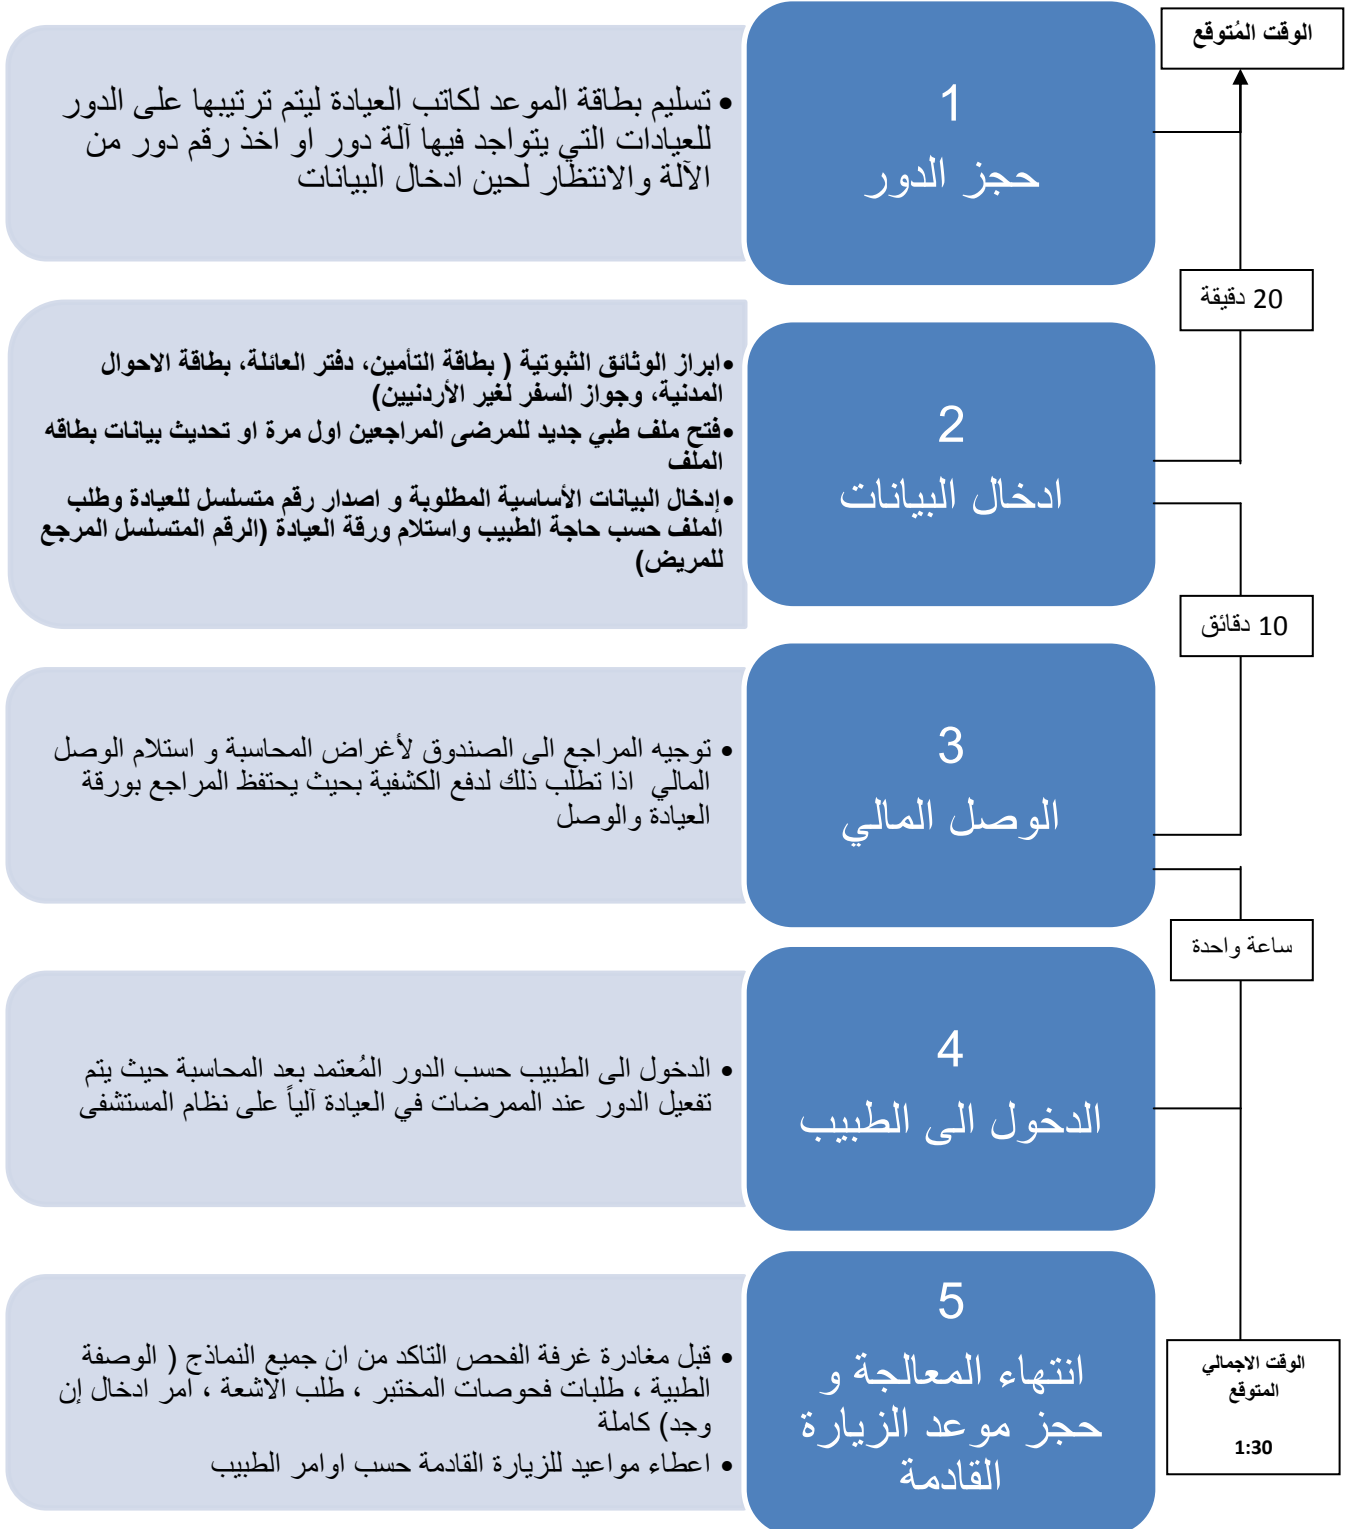 الوقت المُتوقع
1
حجز الدور
• تسليم بطاقة الموعد لكاتب العيادة ليتم ترتيبها على الدور
للعيادات التي يتواجد فيها آلة دور او اخذ رقم دور من
الآلة والانتظار لحين ادخال البيانات
20 دقيقة
2
ادخال البيانات
•ابراز الوثائق الثبوتية ( بطاقة التأمين، دفتر العائلة، بطاقة الاحوال
المدنية، وجواز السفر لغير الأردنيين)
•فتح ملف طبي جديد للمرضى المراجعين اول مرة او تحديث بيانات بطاقه
الملف
•إدخال البيانات الأساسية المطلوبة و اصدار رقم متسلسل للعيادة وطلب
الملف حسب حاجة الطبيب واستلام ورقة العيادة (الرقم المتسلسل المرجع
للمريض)
10 دقائق
3
الوصل المالي
• توجيه المراجع الى الصندوق لأغراض المحاسبة و استلام الوصل
المالي اذا تطلب ذلك لدفع الكشفية بحيث يحتفظ المراجع بورقة
العيادة والوصل
ساعة واحدة
4
الدخول الى الطبيب
• الدخول الى الطبيب حسب الدور المُعتمد بعد المحاسبة حيث يتم
تفعيل الدور عند الممرضات في العيادة آلياً على نظام المستشفى
5
انتهاء المعالجة و
حجز موعد الزيارة
القادمة
• قبل مغادرة غرفة الفحص التاكد من ان جميع النماذج ( الوصفة
الطبية ، طلبات فحوصات المختبر ، طلب الاشعة ، امر ادخال إن
وجد) كاملة
• اعطاء مواعيد للزيارة القادمة حسب اوامر الطبيب
الوقت الاجمالي
المتوقع
1:30